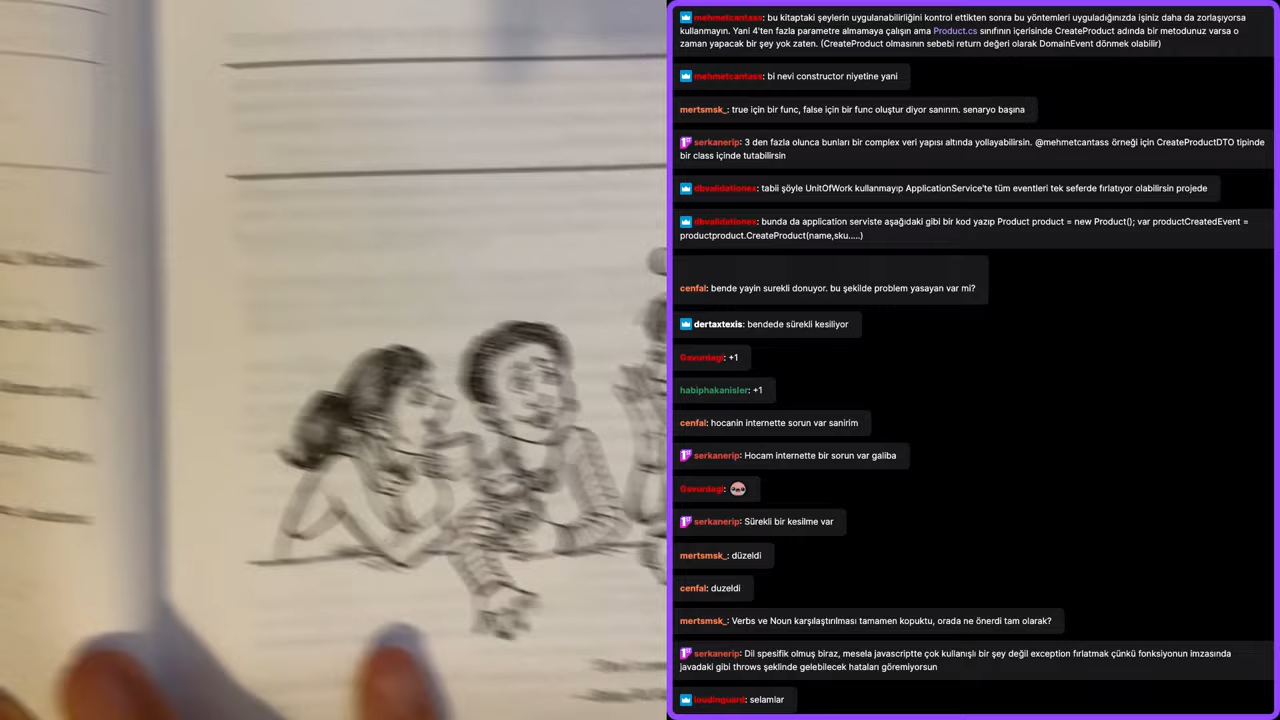 mehmetcantass: bu kitaptaki şeylerin uygulanabilirliğini kontrol ettikten sonra bu yöntemleri uyguladığınızda işiniz daha da zorlaşıyorsa
kullanmayın. Yani 4'ten fazla parametre almamaya çalışın ama Product.cs sınıfının içerisinde CreateProduct adında bir metodunuz varsa o
zaman yapacak bir şey yok zaten. (CreateProduct olmasının sebebi return değeri olarak DomainEvent dönmek olabilir)
mehmetcantass: bi nevi constructor niyetine yani
mertsmsk_: true için bir func, false için bir func oluştur diyor sanırım. senaryo başına
serkanerip: 3 den fazla olunca bunları bir complex veri yapısı altında yollayabilirsin. @mehmetcantass örneği için CreateProductDTO tipinde
bir class içinde tutabilirsin
dbvalidationex: tabii şöyle UnitOfWork kullanmayıp ApplicationService'te tüm eventleri tek seferde fırlatıyor olabilirsin projede
dbvalidationex: bunda da application serviste aşağıdaki gibi bir kod yazıp Product product = new Product(); var productCreatedEvent =
productproduct.CreateProduct(name,sku.....)
cenfal: bende yayin surekli donuyor. bu şekilde problem yasayan var mi?
dertaxtexis: bendede sürekli kesiliyor
Gsvurdagi: +1
habiphakanisler: +1
cenfal: hocanin internette sorun var sanirim
serkanerip: Hocam internette bir sorun var galiba
Gsvurdagi:
serkanerip: Sürekli bir kesilme var
mertsmsk_: düzeldi
cenfal: duzeldi
mertsmsk_: Verbs ve Noun karşılaştırılması tamamen kopuktu, orada ne önerdi tam olarak?
serkanerip: Dil spesifik olmuş biraz, mesela javascriptte çok kullanışlı bir şey değil exception fırlatmak çünkü fonksiyonun imzasında
javadaki gibi throws şeklinde gelebilecek hataları göremiyorsun
loudinguard: selamlar